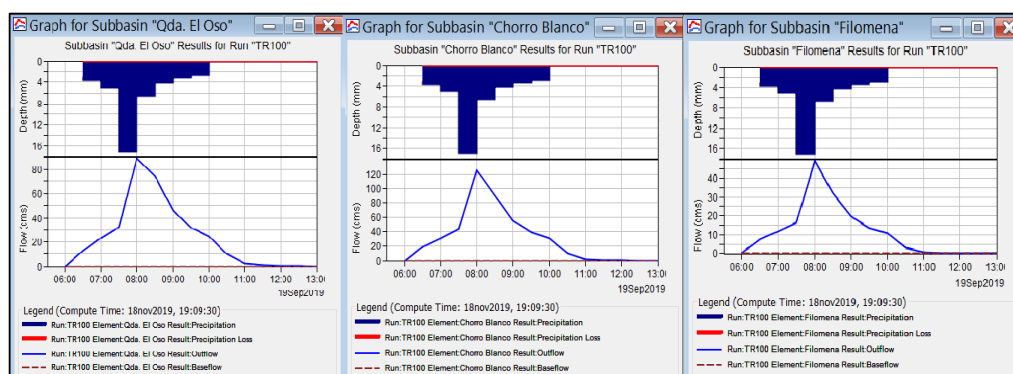 Graph for Subbasin "Qda. El Oso"
Subbasin "Qda. El Oso" Results for Run "TR100"
Depth (mm)
0
4
8
12
16
Flow (cms)
80
60
40
20
0
06:00 07:00 08:00 09:00 10:00 11:00 12:00 13:00
19Sep2019
Legend (Compute Time: 18nov2019, 19:09:30)
Run:TR100 Element:Qda. El Oso Result:Precipitation
Run:TR100 Element:Qda. El Oso Result:Precipitation Loss
Run:TR100 Element:Qda. El Oso Result:Outflow
Run:TR100 Element:Qda. El Oso Result:Baseflow
Graph for Subbasin "Chorro Blanco"
Subbasin "Chorro Blanco" Results for Run "TR100"
Depth (mm)
0
4
8
12
16
Flow (cms)
120
100
80
60
40
20
0
06:00 07:00 08:00 09:00 10:00 11:00 12:00 13:0
19Sep2019
Legend (Compute Time: 18nov2019, 19:09:30)
Run:TR100 Element:Chorro Blanco Result:Precipitation
Run:TR100 Element:Chorro Blanco Result:Precipitation Loss
Run:TR100 Element:Chorro Blanco Result:Outflow
Run:TR100 Element:Chorro Blanco Result:Baseflow
Graph for Subbasin "Filomena"
Subbasin "Filomena" Results for Run "TR100"
Depth (mm)
0
4
8
12
16
Flow (cms)
40
30
20
10
0
06:00 07:00 08:00 09:00 10:00 11:00 12:00 13:00
19Sep2019
Legend (Compute Time: 18nov2019, 19:09:30)
Run:TR100 Element:Filomena Result:Precipitation
Run:TR100 Element:Filomena Result:Precipitation Loss
Run:TR100 Element:Filomena Result:Outflow
Run:TR100 Element:Filomena Result:Baseflow